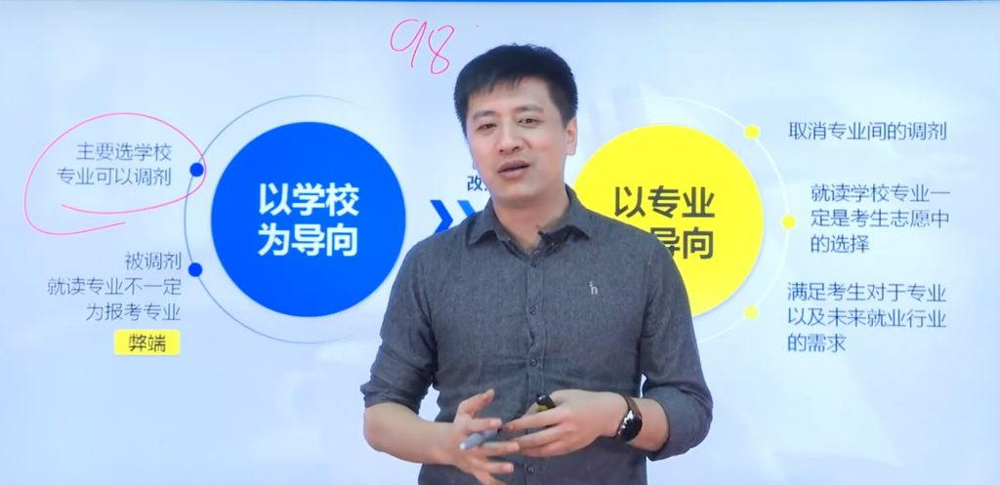 98
主要选学校
专业可以调剂
被调剂
就读专业不一定
为报考专业
弊端
以学校
为导向
改
以专业
导向
取消专业间的调剂
就读学校专业一
定是考生志愿中
的选择
满足考生对于专业
以及未来就业行业
的需求
h